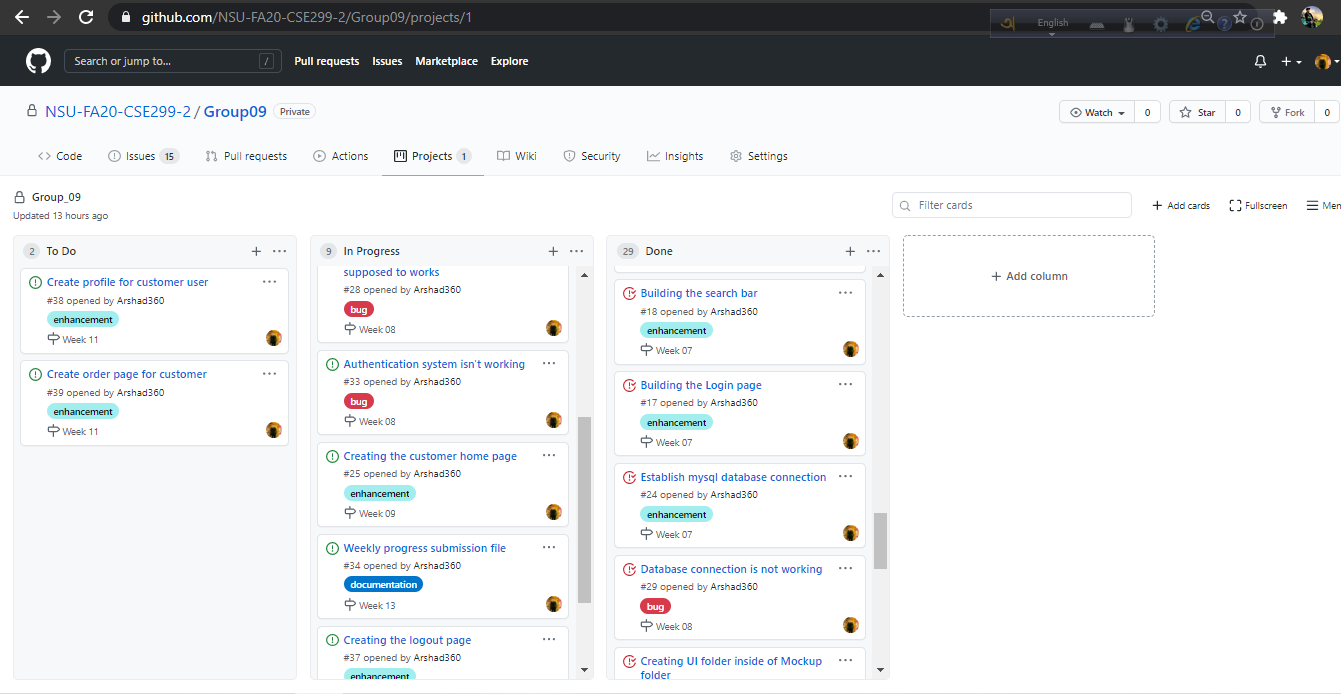 github.com/NSU-FA20-CSE299-2/Group09/projects/1
English
Search or jump to...
/
Pull requests
Issues
Marketplace
Explore
NSU-FA20-CSE299-2 / Group09
Private
Watch
0
Star
0
Fork
0
Code
Issues 15
Pull requests
Actions
Projects 1
Wiki
Security
Insights
Settings
Group_09
Updated 13 hours ago
Filter cards
Add cards
Fullscreen
Men
2 To Do
Create profile for customer user
#38 opened by Arshad360
enhancement
Week 11
Create order page for customer
#39 opened by Arshad360
enhancement
Week 11
9 In Progress
supposed to works
#28 opened by Arshad360
bug
Week 08
Authentication system isn't working
#33 opened by Arshad360
bug
Week 08
Creating the customer home page
#25 opened by Arshad360
enhancement
Week 09
Weekly progress submission file
#34 opened by Arshad360
documentation
Week 13
Creating the logout page
#37 opened by Arshad360
enhancement
29 Done
Building the search bar
#18 opened by Arshad360
enhancement
Week 07
Building the Login page
#17 opened by Arshad360
enhancement
Week 07
Establish mysql database connection
#24 opened by Arshad360
enhancement
Week 07
Database connection is not working
#29 opened by Arshad360
bug
Week 08
Creating UI folder inside of Mockup
folder
Add column